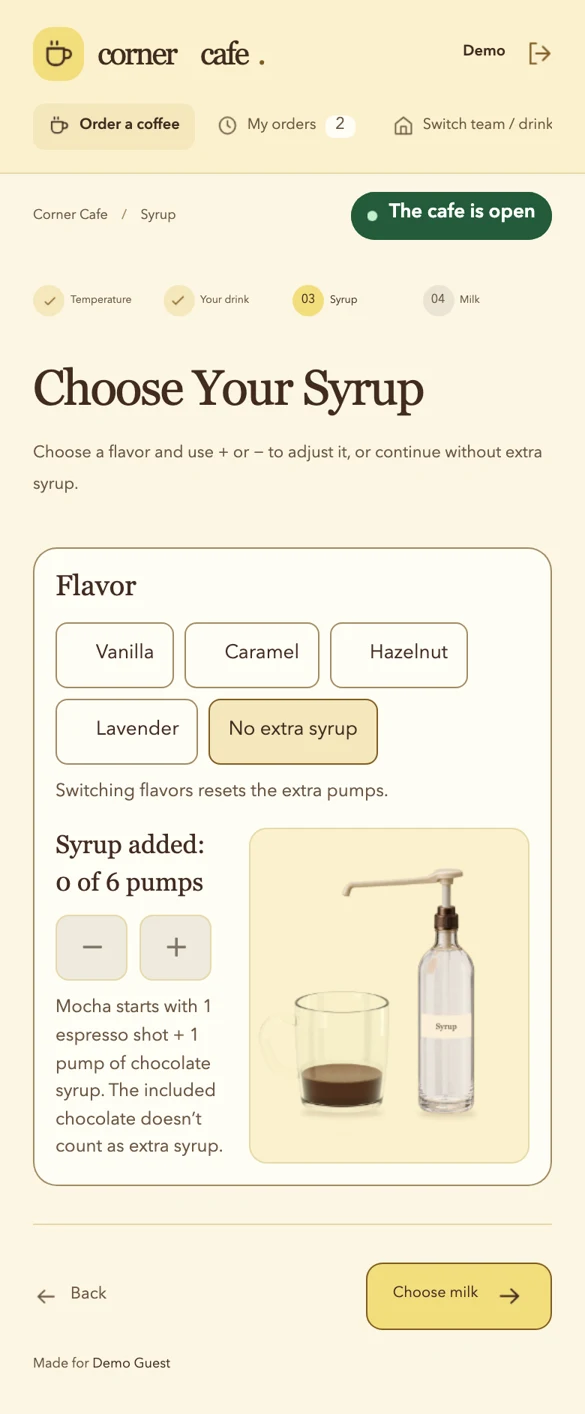 corner cafe.
Demo
Order a coffee
My orders 2
Switch team / drink
Corner Cafe / Syrup
The cafe is open
Temperature
Your drink
03 Syrup
04 Milk
Choose Your Syrup
Choose a flavor and use + or − to adjust it, or continue without extra
syrup.
Flavor
Vanilla
Caramel
Hazelnut
Lavender
No extra syrup
Switching flavors resets the extra pumps.
Syrup added:
0 of 6 pumps
− +
Mocha starts with 1
espresso shot + 1
pump of chocolate
syrup. The included
chocolate doesn’t
count as extra syrup.
Syrup
← Back
Choose milk →
Made for Demo Guest